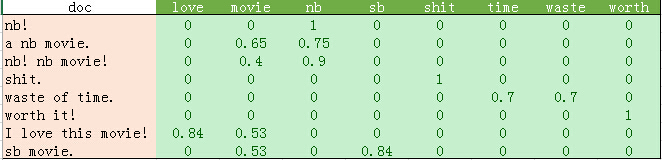 doc love movie nb sb shit time waste worth
nb! 0 0 1 0 0 0 0 0
a nb movie. 0 0.65 0.75 0 0 0 0 0
nb! nb movie! 0 0.4 0.9 0 0 0 0 0
shit. 0 0 0 0 1 0 0 0
waste of time. 0 0 0 0 0 0.7 0.7 0
worth it! 0 0 0 0 0 0 0 1
I love this movie! 0.84 0.53 0 0 0 0 0 0
sb movie. 0 0.53 0 0.84 0 0 0 0